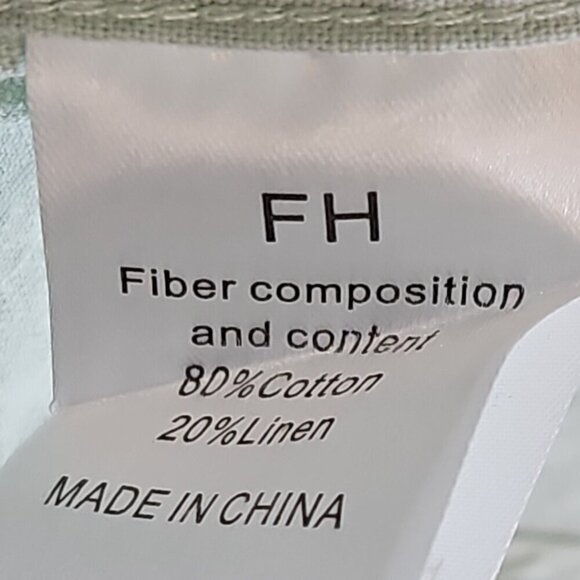 FH
Fiber composition
and content
80%Cotton
20%Linen
MADE IN CHINA